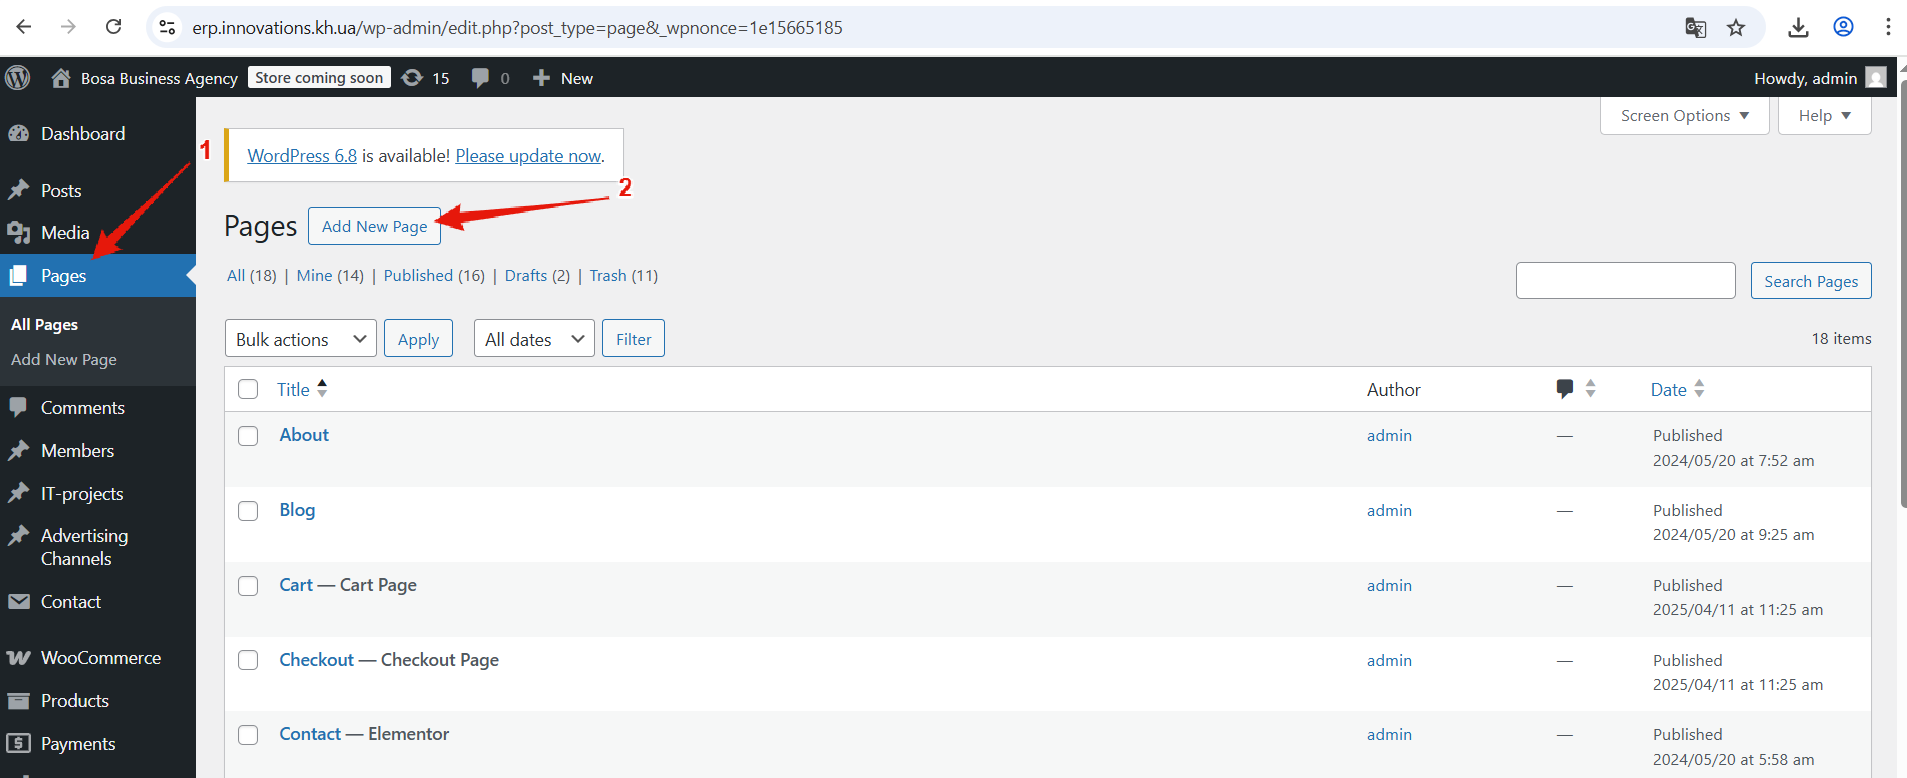 erp.innovations.kh.ua/wp-admin/edit.php?post_type=page&_wpnonce=1e15665185
Bosa Business Agency Store coming soon 15 0 New Howdy, admin
Screen Options Help
Dashboard
1
WordPress 6.8 is available! Please update now.
2
Posts
Media
Pages
Pages Add New Page
All (18) | Mine (14) | Published (16) | Drafts (2) | Trash (11)
Search Pages
All Pages
Add New Page
Bulk actions Apply All dates Filter 18 items
Title Author Date
Comments
Members
IT-projects
Advertising
Channels
Contact
WooCommerce
Products
Payments
About admin — Published
2024/05/20 at 7:52 am
Blog admin — Published
2024/05/20 at 9:25 am
Cart — Cart Page admin — Published
2025/04/11 at 11:25 am
Checkout — Checkout Page admin — Published
2025/04/11 at 11:25 am
Contact — Elementor admin — Published
2024/05/20 at 5:58 am